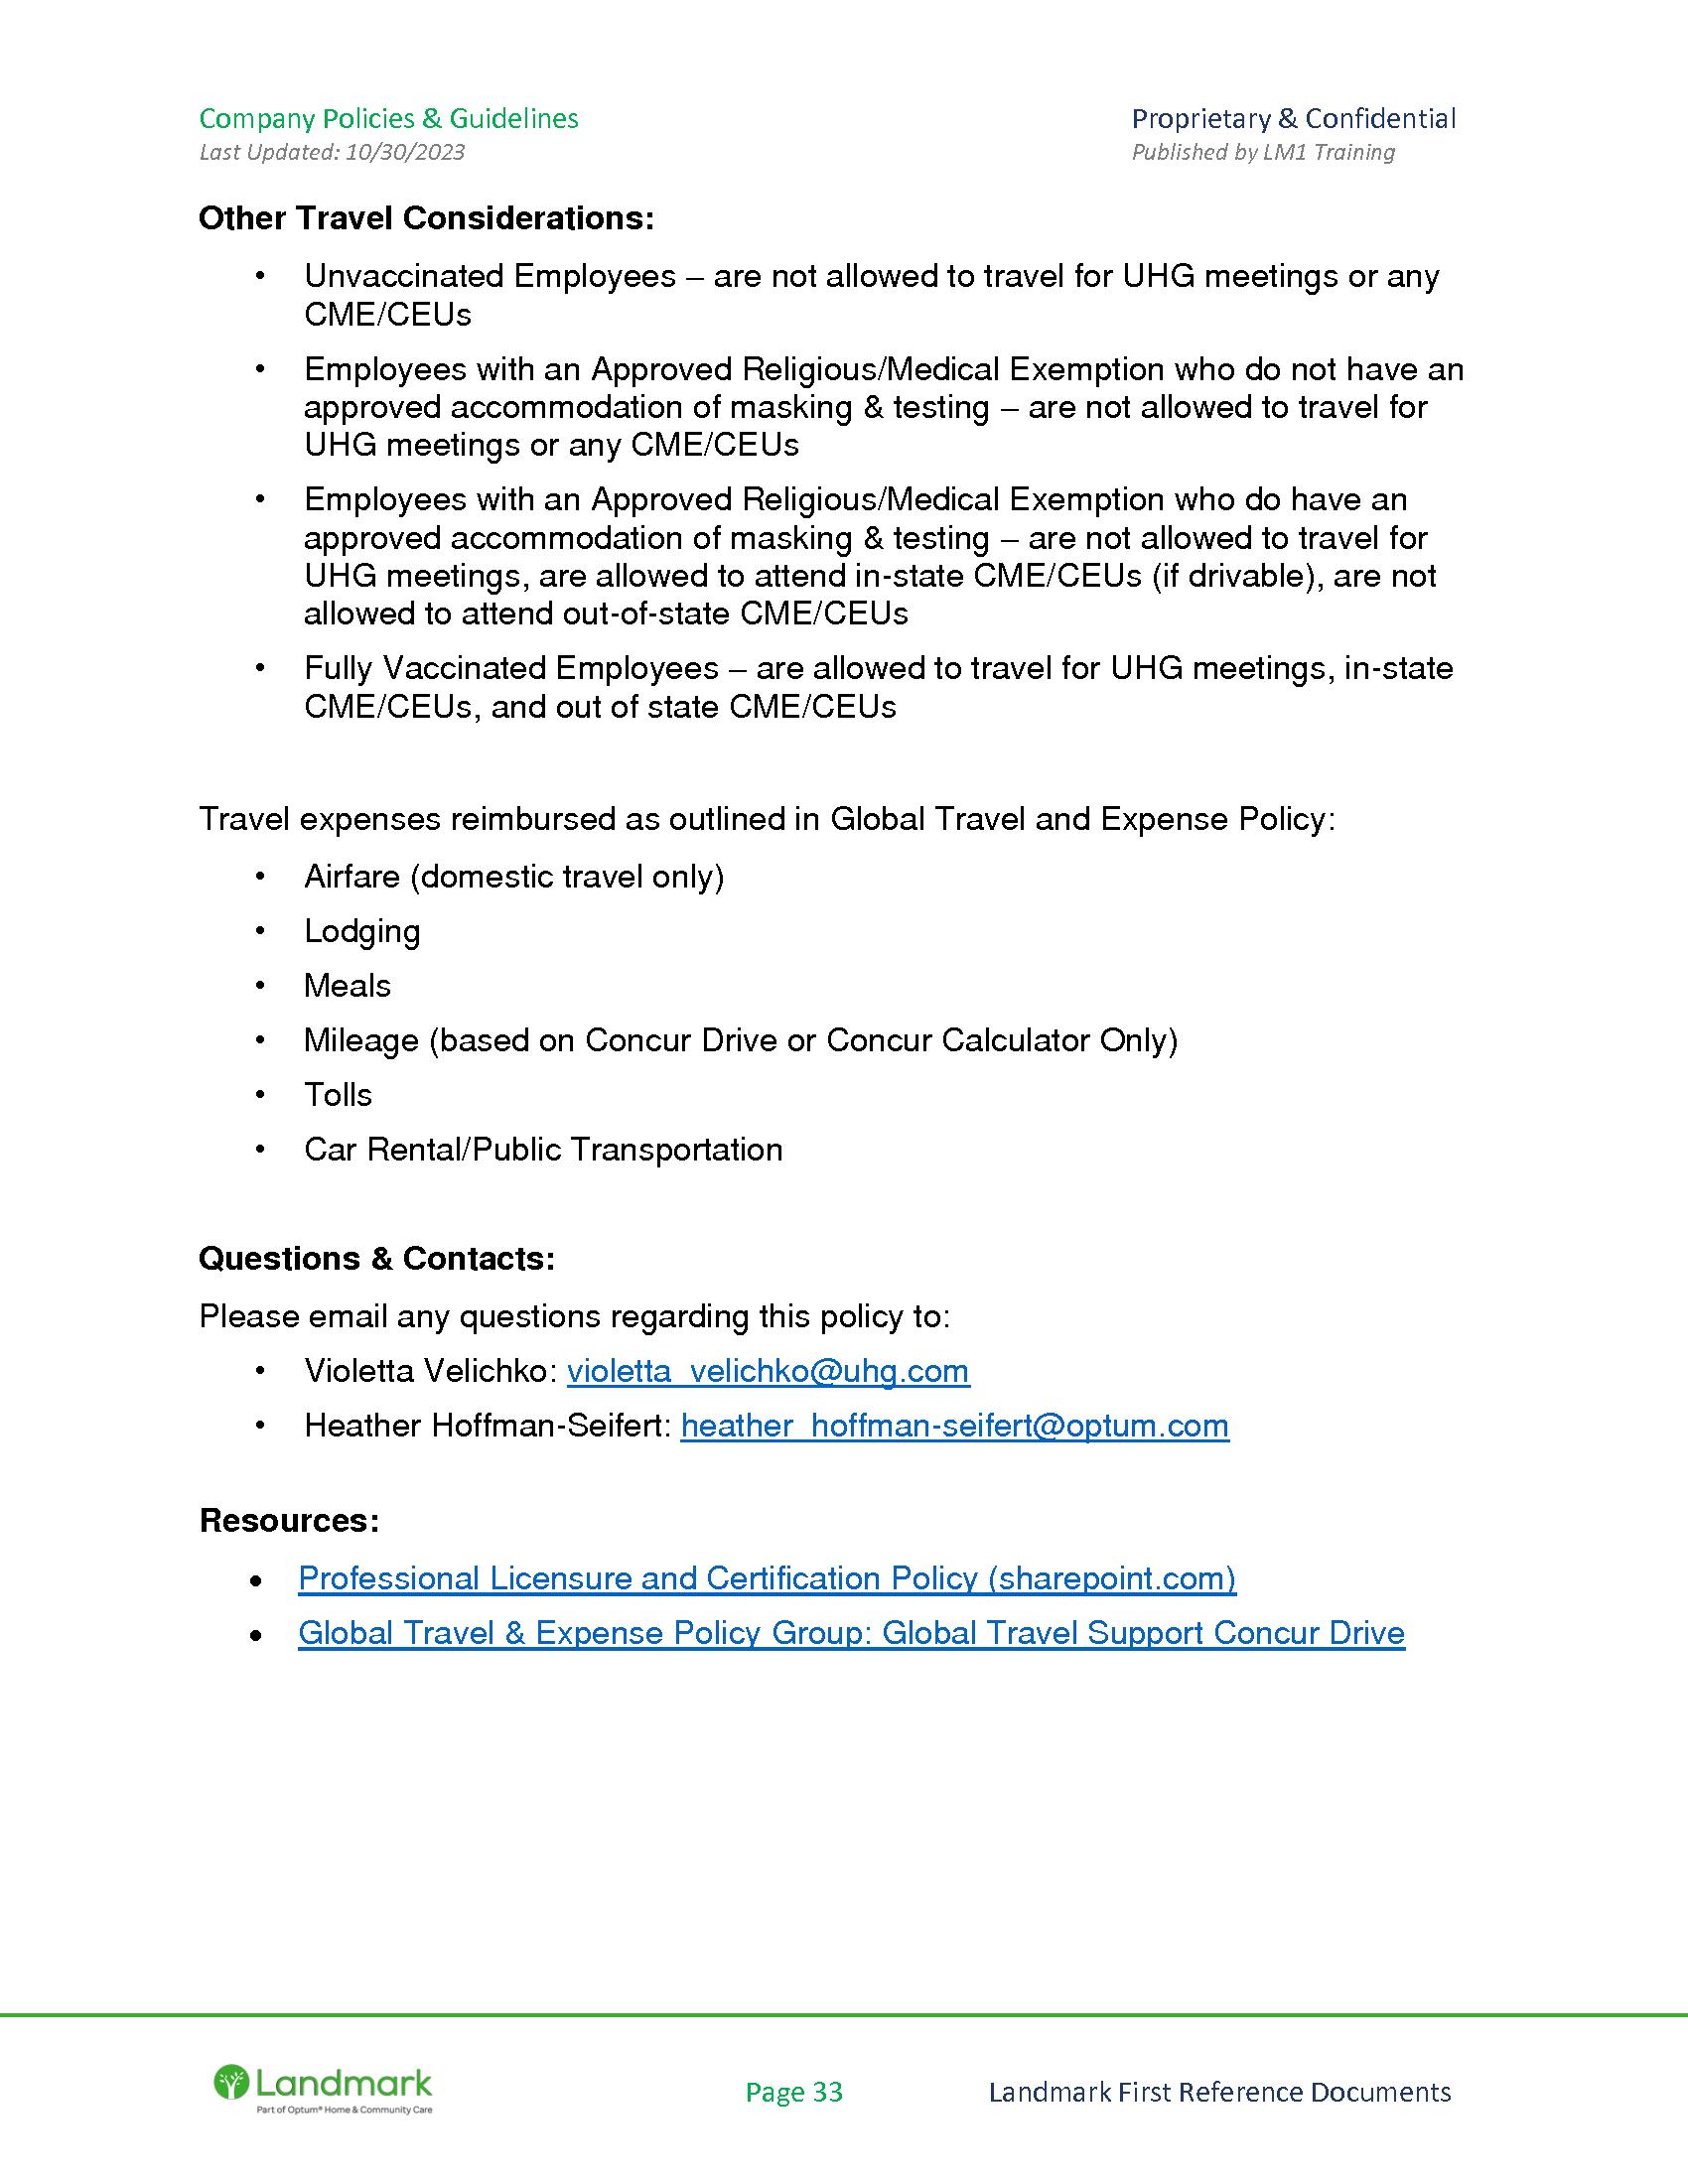 Company Policies & Guidelines
Proprietary & Confidential
Last Updated: 10/30/2023
Published by LM1 Training
Other Travel Considerations:
• Unvaccinated Employees – are not allowed to travel for UHG meetings or any
CME/CEUs
• Employees with an Approved Religious/Medical Exemption who do not have an
approved accommodation of masking & testing – are not allowed to travel for
UHG meetings or any CME/CEUs
• Employees with an Approved Religious/Medical Exemption who do have an
approved accommodation of masking & testing – are not allowed to travel for
UHG meetings, are allowed to attend in-state CME/CEUs (if drivable), are not
allowed to attend out-of-state CME/CEUs
• Fully Vaccinated Employees – are allowed to travel for UHG meetings, in-state
CME/CEUs, and out of state CME/CEUs
Travel expenses reimbursed as outlined in Global Travel and Expense Policy:
• Airfare (domestic travel only)
• Lodging
• Meals
• Mileage (based on Concur Drive or Concur Calculator Only)
• Tolls
• Car Rental/Public Transportation
Questions & Contacts:
Please email any questions regarding this policy to:
• Violetta Velichko: violetta_velichko@uhg.com
• Heather Hoffman-Seifert: heather_hoffman-seifert@optum.com
Resources:
• Professional Licensure and Certification Policy (sharepoint.com)
• Global Travel & Expense Policy Group: Global Travel Support Concur Drive
Landmark
Part of Optum® Home & Community Care
Page 33
Landmark First Reference Documents